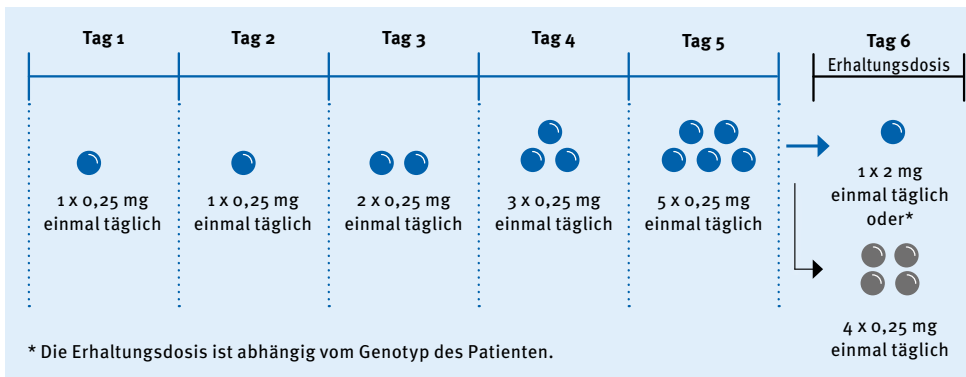 Tag 1
Tag 2
Tag 3
Tag 4
Tag 5
Tag 6
Erhaltungsdosis
1 x 0,25 mg
einmal täglich
1 x 0,25 mg
einmal täglich
2 x 0,25 mg
einmal täglich
3 x 0,25 mg
einmal täglich
5 x 0,25 mg
einmal täglich
1 x 2 mg
einmal täglich
oder*
4 x 0,25 mg
einmal täglich
* Die Erhaltungsdosis ist abhängig vom Genotyp des Patienten.